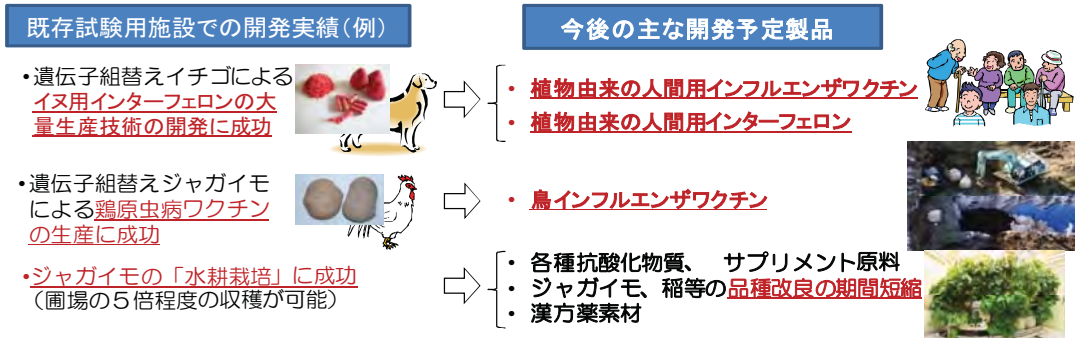 既存試験用施設での開発実績（例）
今後の主な開発予定製品
・遺伝子組替えイチゴによる
イヌ用インターフェロンの大
量生産技術の開発に成功
・植物由来の人間用インフルエンザワクチン
・植物由来の人間用インターフェロン
・遺伝子組替えジャガイモ
による鶏原虫病ワクチン
の生産に成功
・鳥インフルエンザワクチン
・ジャガイモの「水耕栽培」に成功
（圃場の５倍程度の収穫が可能）
・各種抗酸化物質、　サプリメント原料
・ジャガイモ、稲等の品種改良の期間短縮
・漢方薬素材